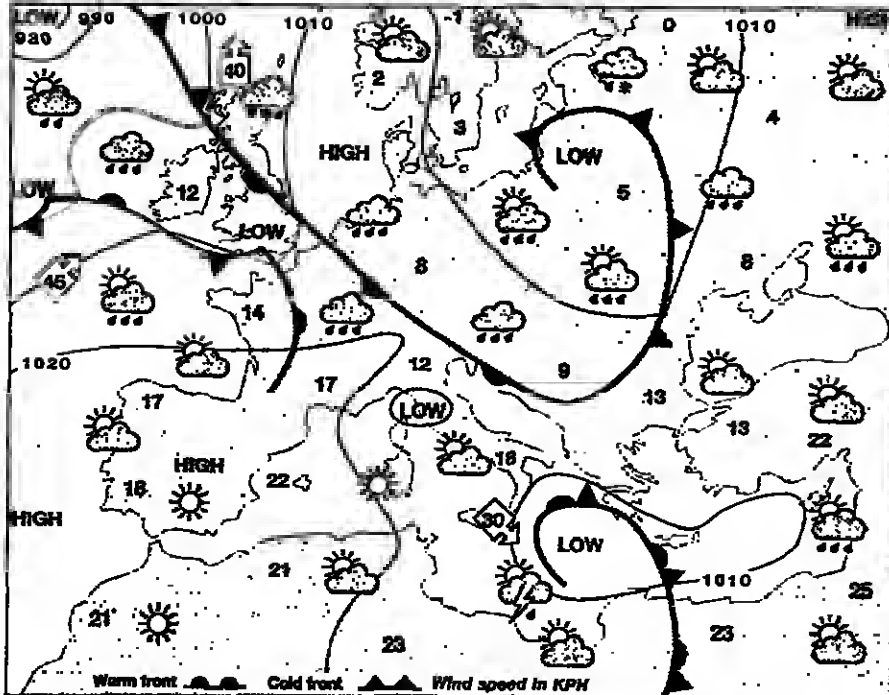 LOW 990 1000 1010 -1 0 1010 HIGH
980
40
2
4
3
HIGH LOW
12 5
LOW
LOW
8 8
45
14
1020 12
17 9
17 13
LOW 13
22
18
HIGH 22
18
HIGH
30
21
LOW
21 1010
21 25
23 23
Warm front Cold front Wind speed in KPH